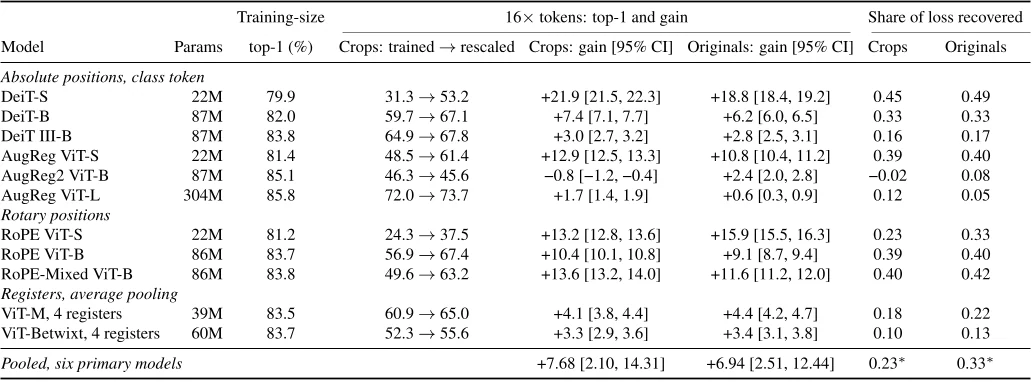 Training-size 16× tokens: top-1 and gain Share of loss recovered
Model Params top-1 (%) Crops: trained → rescaled Crops: gain [95% CI] Originals: gain [95% CI] Crops Originals
Absolute positions, class token
DeiT-S 22M 79.9 31.3 → 53.2 +21.9 [21.5, 22.3] +18.8 [18.4, 19.2] 0.45 0.49
DeiT-B 87M 82.0 59.7 → 67.1 +7.4 [7.1, 7.7] +6.2 [6.0, 6.5] 0.33 0.33
DeiT III-B 87M 83.8 64.9 → 67.8 +3.0 [2.7, 3.2] +2.8 [2.5, 3.1] 0.16 0.17
AugReg ViT-S 22M 81.4 48.5 → 61.4 +12.9 [12.5, 13.3] +10.8 [10.4, 11.2] 0.39 0.40
AugReg2 ViT-B 87M 85.1 46.3 → 45.6 −0.8 [−1.2, −0.4] +2.4 [2.0, 2.8] −0.02 0.08
AugReg ViT-L 304M 85.8 72.0 → 73.7 +1.7 [1.4, 1.9] +0.6 [0.3, 0.9] 0.12 0.05
Rotary positions
RoPE ViT-S 22M 81.2 24.3 → 37.5 +13.2 [12.8, 13.6] +15.9 [15.5, 16.3] 0.23 0.33
RoPE ViT-B 86M 83.7 56.9 → 67.4 +10.4 [10.1, 10.8] +9.1 [8.7, 9.4] 0.39 0.40
RoPE-Mixed ViT-B 86M 83.8 49.6 → 63.2 +13.6 [13.2, 14.0] +11.6 [11.2, 12.0] 0.40 0.42
Registers, average pooling
ViT-M, 4 registers 39M 83.5 60.9 → 65.0 +4.1 [3.8, 4.4] +4.4 [4.2, 4.7] 0.18 0.22
ViT-Betwixt, 4 registers 60M 83.7 52.3 → 55.6 +3.3 [2.9, 3.6] +3.4 [3.1, 3.8] 0.10 0.13
Pooled, six primary models +7.68 [2.10, 14.31] +6.94 [2.51, 12.44] 0.23* 0.33*